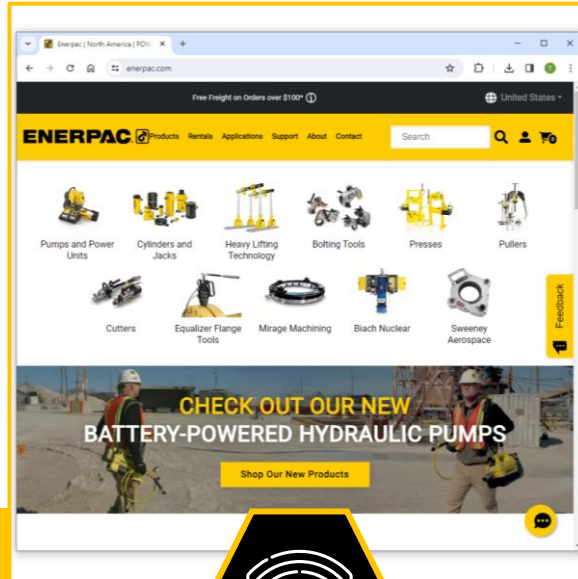 Enerpac | North America | POW
enerpac.com
Free Freight on Orders over $100*
United States
ENERPAC
Products Rentals Applications Support About Contact
Search
0
Pumps and Power
Units
Cylinders and
Jacks
Heavy Lifting
Technology
Bolting Tools
Presses
Pullers
Cutters
Equalizer Flange
Tools
Mirage Machining
Biach Nuclear
Sweeney
Aerospace
Feedback
CHECK OUT OUR NEW
BATTERY-POWERED HYDRAULIC PUMPS
Shop Our New Products